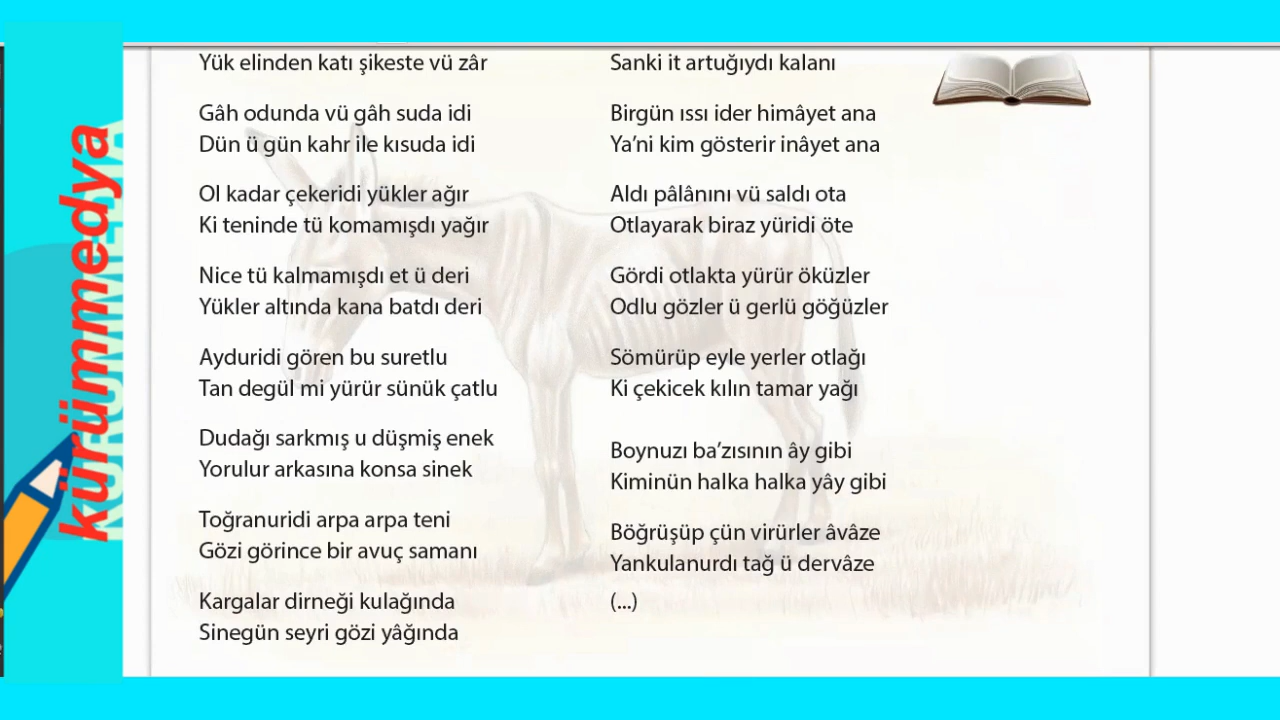 Yük elinden katı şikeste vü zâr
Gâh odunda vü gâh suda idi
Dün ü gün kahr ile kısuda idi
Ol kadar çekeridi yükler ağır
Ki teninde tü komamışdı yağır
Nice tü kalmamışdı et ü deri
Yükler altında kana batdı deri
Ayduridi gören bu suretlu
Tan degül mi yürür sünük çatlu
Dudağı sarkmış u düşmiş enek
Yorulur arkasına konsa sinek
Toğranuridi arpa arpa teni
Gözi görince bir avuç samanı
Kargalar dirneği kulağında
Sinegün seyri gözi yâğında
Sanki it artuğıydı kalanı
Birgün ıssı ider himâyet ana
Ya’ni kim gösterir inâyet ana
Aldı pâlânını vü saldı ota
Otlayarak biraz yüridi öte
Gördi otlakta yürür öküzler
Odlu gözler ü gerlü göğüzler
Sömürüp eyle yerler otlağı
Ki çekicek kılın tamar yağı
Boynuzı ba’zısının ây gibi
Kiminün halka halka yây gibi
Böğrüşüp çün virürler âvâze
Yankulanurdı tağ ü dervâze
(...)
kürümmedya